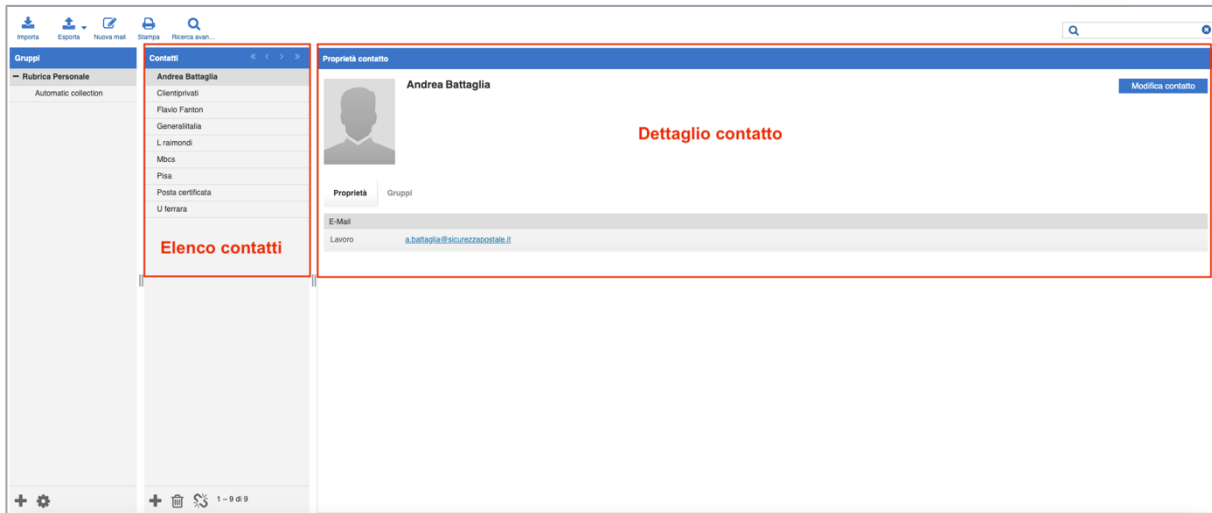 Importa Esporta Nuova mail Stampa Ricerca avan...
Gruppi
Rubrica Personale
Automatic collection
Contatti
Andrea Battaglia
Clientiprivati
Flavio Fanton
Generaliitalia
L raimondi
Mbcs
Pisa
Posta certificata
U ferrara
Elenco contatti
1 – 9 di 9
Proprietà contatto
Andrea Battaglia
Modifica contatto
Dettaglio contatto
Proprietà Gruppi
E-Mail
Lavoro a.battaglia@sicurezzapostale.it